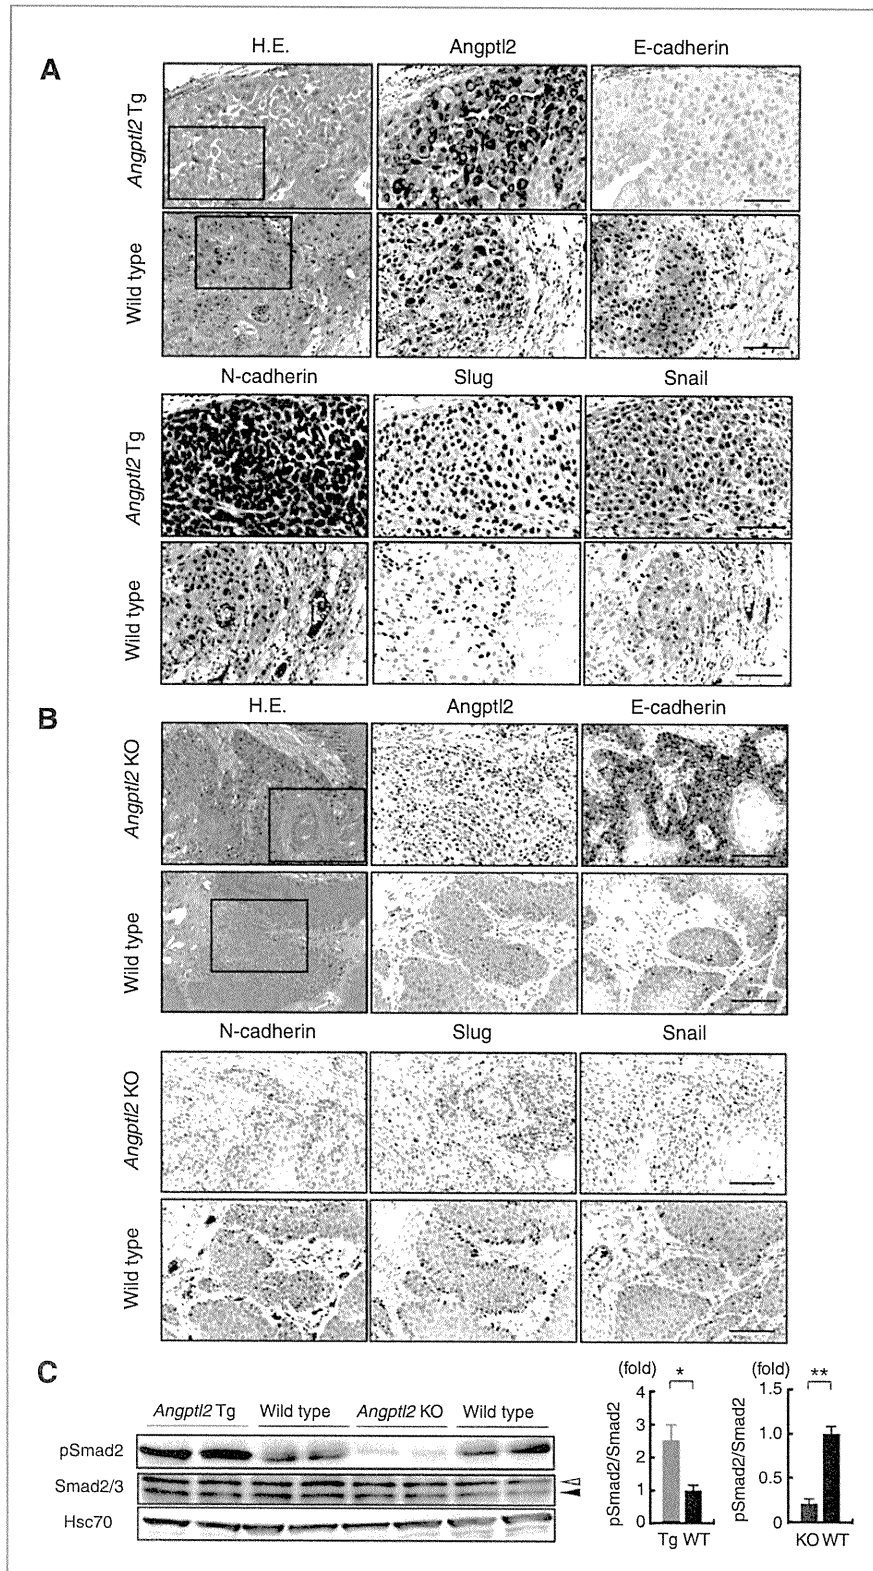 A
H.E. Angptl2 E-cadherin
Angptl2 Tg
Wild type
N-cadherin Slug Snail
Angptl2 Tg
Wild type
B
H.E. Angptl2 E-cadherin
Angptl2 KO
Wild type
N-cadherin Slug Snail
Angptl2 KO
Wild type
C
Angptl2 Tg Wild type Angptl2 KO Wild type
pSmad2
Smad2/3
Hsc70
(fold) *
pSmad2/Smad2
4
3
2
1
0
Tg WT
(fold) **
pSmad2/Smad2
1.5
1.0
0.5
0
KO WT